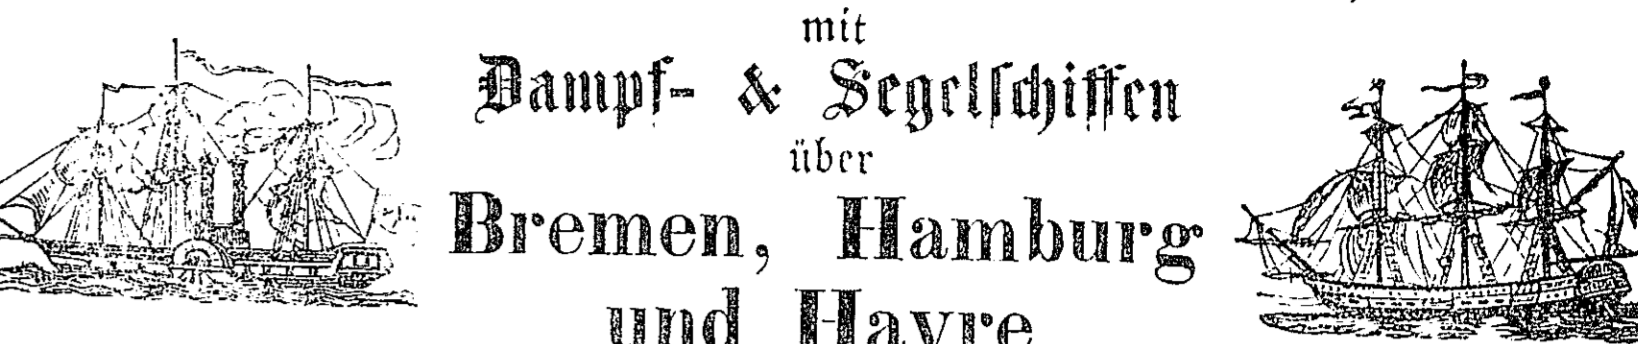 mit
Dampf- & Segelschiffen
über
Bremen, Hamburg
und Havre